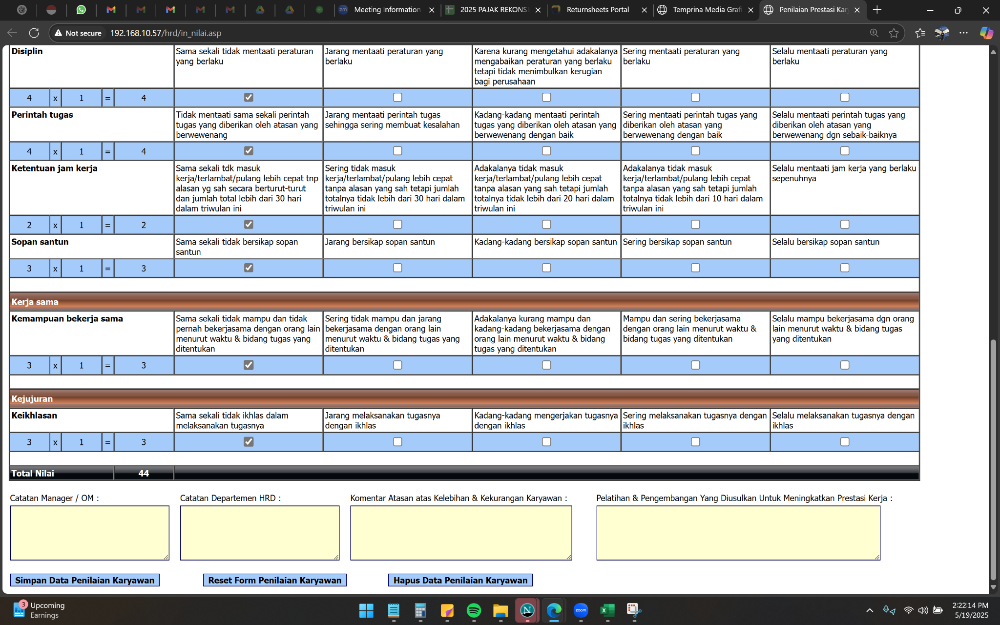 Meeting Information
2025 PAJAK REKONSI
Returnsheets Portal
Temprina Media Grafi
Penilaian Prestasi Kar
Not secure 192.168.10.57/hrd/in_nilai.asp
Disiplin
Sama sekali tidak mentaati peraturan
yang berlaku
Jarang mentaati peraturan yang
berlaku
Karena kurang mengetahui adakalanya
mengabaikan peraturan yang berlaku
tetapi tidak menimbulkan kerugian
bagi perusahaan
Sering mentaati peraturan yang
berlaku
Selalu mentaati peraturan yang
berlaku
4 x 1 = 4
Perintah tugas
Tidak mentaati sama sekali perintah
tugas yang diberikan oleh atasan yang
berwewenang
Jarang mentaati perintah tugas
sehingga sering membuat kesalahan
Kadang-kadang mentaati perintah
tugas yang diberikan oleh atasan yang
berwewenang dengan baik
Sering mentaati perintah tugas yang
diberikan oleh atasan yang
berwewenang dengan baik
Selalu mentaati perintah tugas yang
diberikan oleh atasan yang
berwewenang dgn sebaik-baiknya
4 x 1 = 4
Ketentuan jam kerja
Sama sekali tdk masuk
kerja/terlambat/pulang lebih cepat tnp
alasan yg sah secara berturut-turut
dan jumlah total lebih dari 30 hari
dalam triwulan ini
Sering tidak masuk
kerja/terlambat/pulang lebih cepat
tanpa alasan yang sah tetapi jumlah
totalnya tidak lebih dari 30 hari dalam
triwulan ini
Adakalanya tidak masuk
kerja/terlambat/pulang lebih cepat
tanpa alasan yang sah tetapi jumlah
totalnya tidak lebih dari 20 hari dalam
triwulan ini
Adakalanya tidak masuk
kerja/terlambat/pulang lebih cepat
tanpa alasan yang sah tetapi jumlah
totalnya tidak lebih dari 10 hari dalam
triwulan ini
Selalu mentaati jam kerja yang berlaku
sepenuhnya
2 x 1 = 2
Sopan santun
Sama sekali tidak bersikap sopan
santun
Jarang bersikap sopan santun
Kadang-kadang bersikap sopan santun
Sering bersikap sopan santun
Selalu bersikap sopan santun
3 x 1 = 3
Kerja sama
Kemampuan bekerja sama
Sama sekali tidak mampu dan tidak
pernah bekerjasama dengan orang lain
menurut waktu & bidang tugas yang
ditentukan
Sering tidak mampu dan jarang
bekerjasama dengan orang lain
menurut waktu & bidang tugas yang
ditentukan
Adakalanya kurang mampu dan
kadang-kadang bekerjasama dengan
orang lain menurut waktu & bidang
tugas yang ditentukan
Mampu dan sering bekerjasama
dengan orang lain menurut waktu &
bidang tugas yang ditentukan
Selalu mampu bekerjasama dgn orang
lain menurut waktu & bidang tugas
yang ditentukan
3 x 1 = 3
Kejujuran
Keikhlasan
Sama sekali tidak ikhlas dalam
melaksanakan tugasnya
Jarang melaksanakan tugasnya
dengan ikhlas
Kadang-kadang mengerjakan tugasnya
dengan ikhlas
Sering melaksanakan tugasnya dengan
ikhlas
Selalu melaksanakan tugasnya dengan
ikhlas
3 x 1 = 3
Total Nilai 44
Catatan Manager / OM :
Catatan Departemen HRD :
Komentar Atasan atas Kelebihan & Kekurangan Karyawan :
Pelatihan & Pengembangan Yang Diusulkan Untuk Meningkatkan Prestasi Kerja :
Simpan Data Penilaian Karyawan
Reset Form Penilaian Karyawan
Hapus Data Penilaian Karyawan
3
Upcoming
Earnings
zoom
2:22:14 PM
5/19/2025